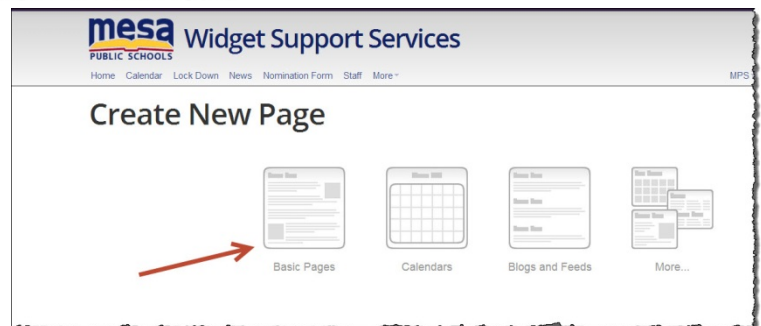 mesa
PUBLIC SCHOOLS
Widget Support Services
Home Calendar Lock Down News Nomination Form Staff More
MPS
Create New Page
Basic Pages
Calendars
Blogs and Feeds
More...